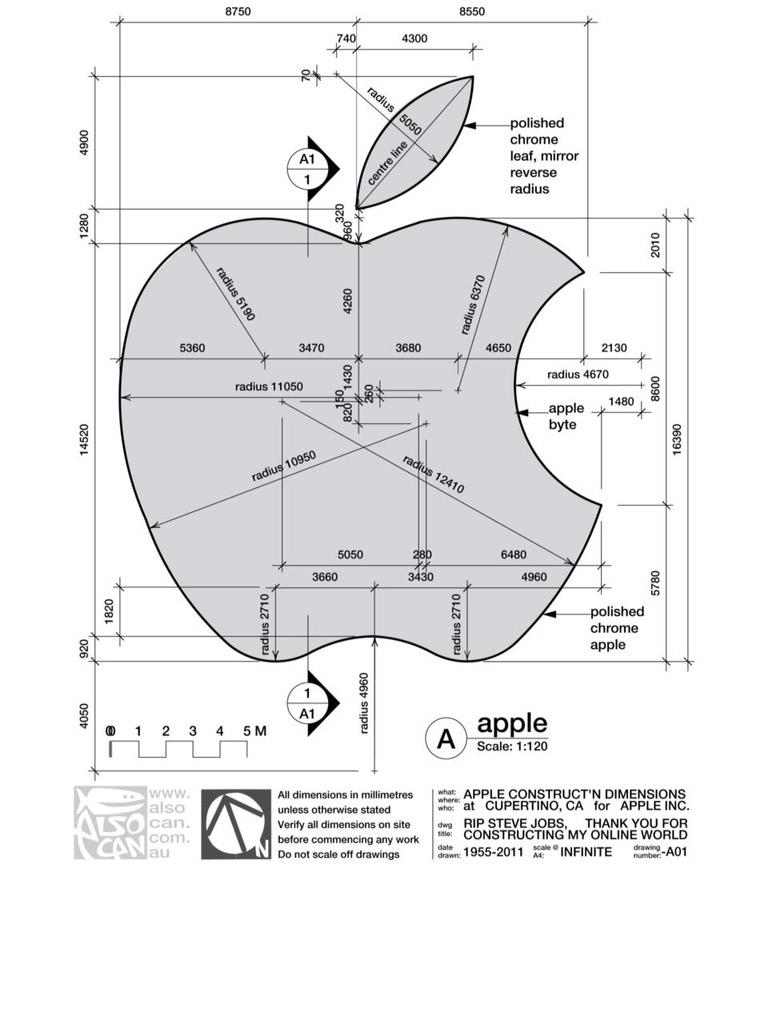 8750
8550
740
4300
70
radius 5050
centre line
4900
A1
1
polished
chrome
leaf, mirror
reverse
radius
320
960
1280
2010
radius 5190
4260
radius 6370
5360
3470
3680
4650
2130
radius 11050
1430
150
260
820
radius 4670
8600
1480
apple
byte
14520
16390
radius 10950
radius 12410
5050
280
6480
3660
3430
4960
5780
1820
radius 2710
radius 2710
polished
chrome
apple
920
4050
radius 4960
1
A1
0 1 2 3 4 5 M
A
apple
Scale: 1:120
ALSO
CAN
www.
also
can.
com.
au
N
All dimensions in millimetres
unless otherwise stated
Verify all dimensions on site
before commencing any work
Do not scale off drawings
what: APPLE CONSTRUCT'N DIMENSIONS
where: at CUPERTINO, CA for APPLE INC.
who:
dwg title: RIP STEVE JOBS, THANK YOU FOR
CONSTRUCTING MY ONLINE WORLD
date drawn: 1955-2011 scale @ A4: INFINITE drawing number: -A01